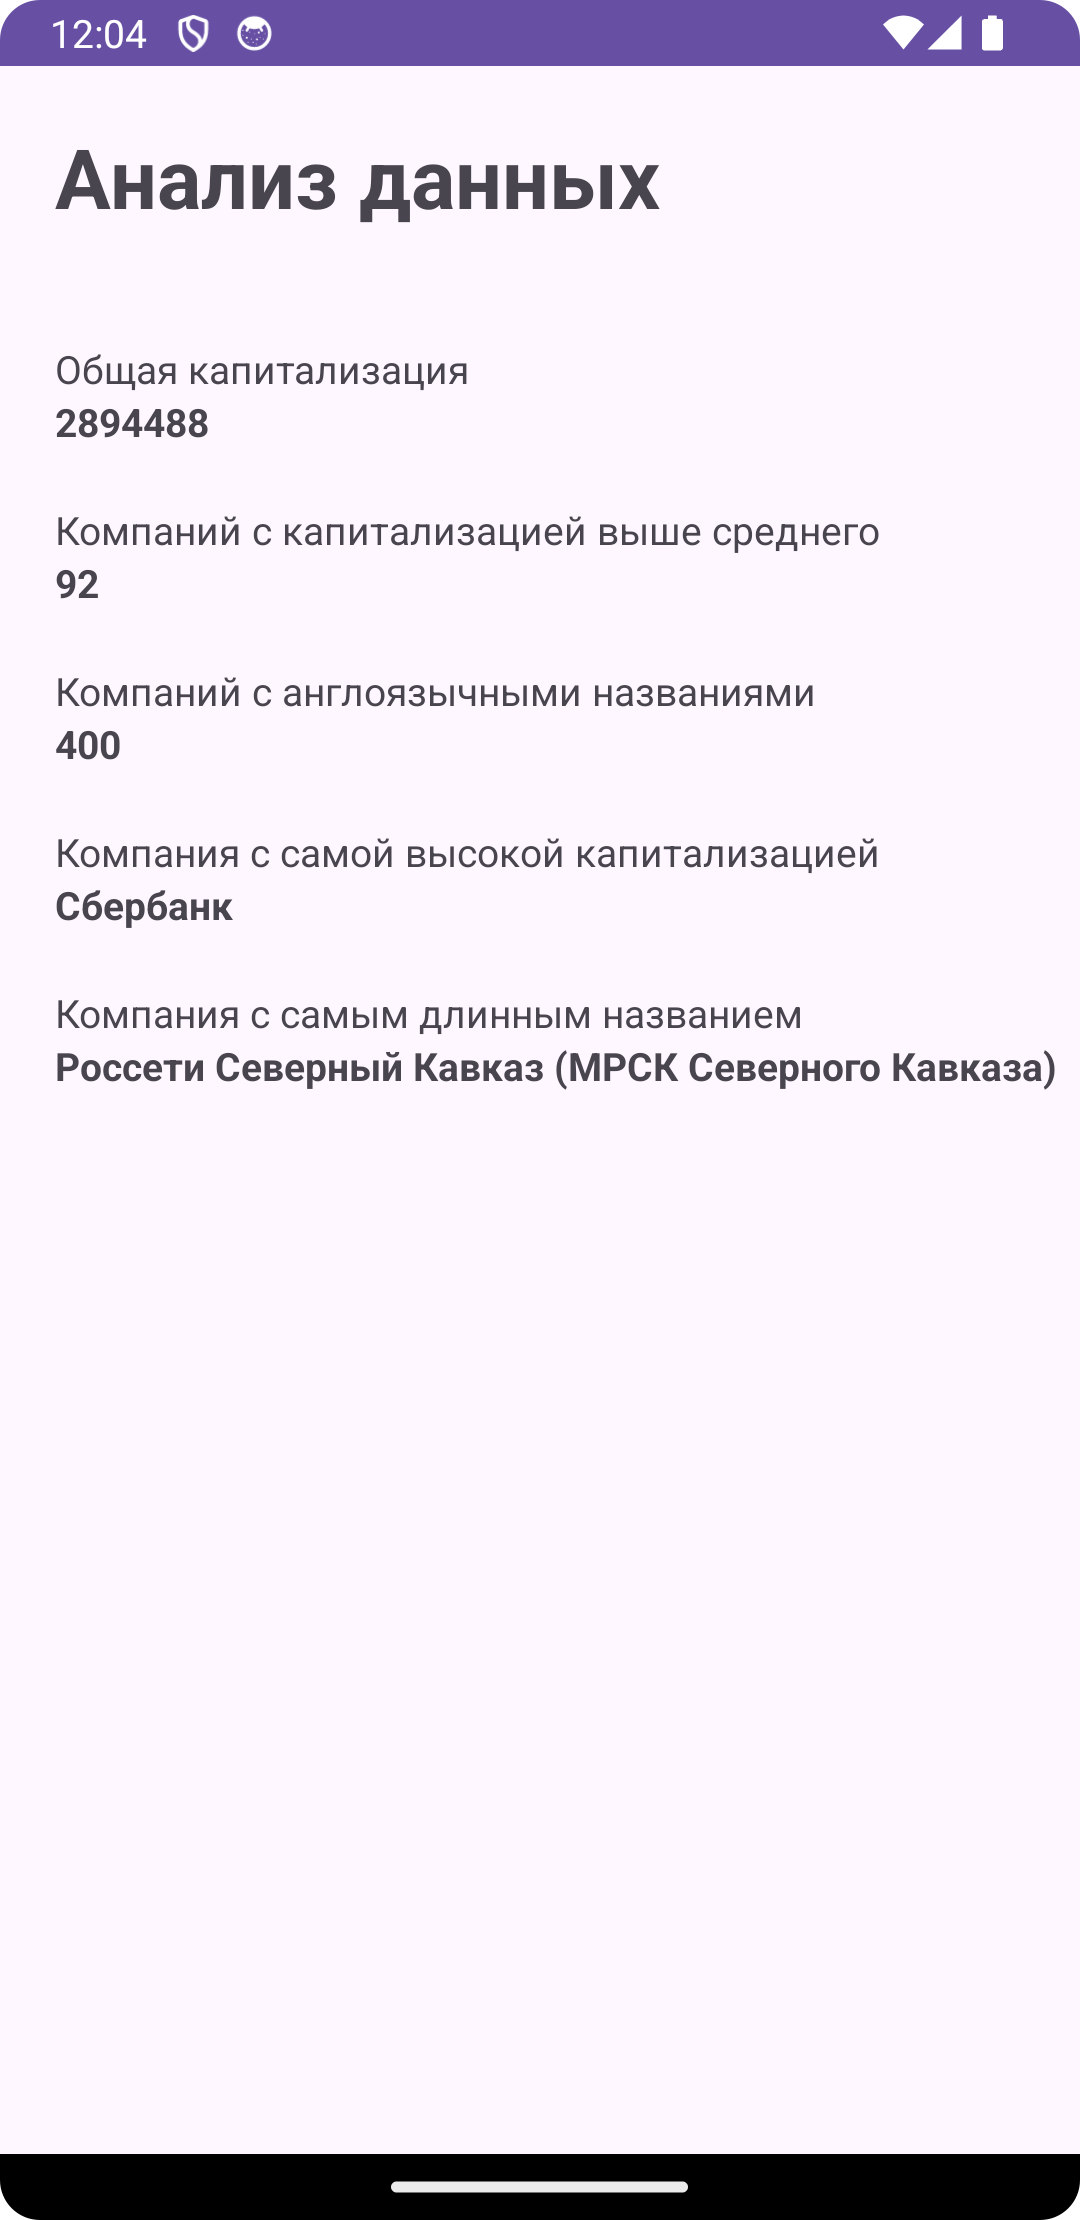 12:04
Анализ данных
Общая капитализация
2894488
Компаний с капитализацией выше среднего
92
Компаний с англоязычными названиями
400
Компания с самой высокой капитализацией
Сбербанк
Компания с самым длинным названием
Россети Северный Кавказ (МРСК Северного Кавказа)